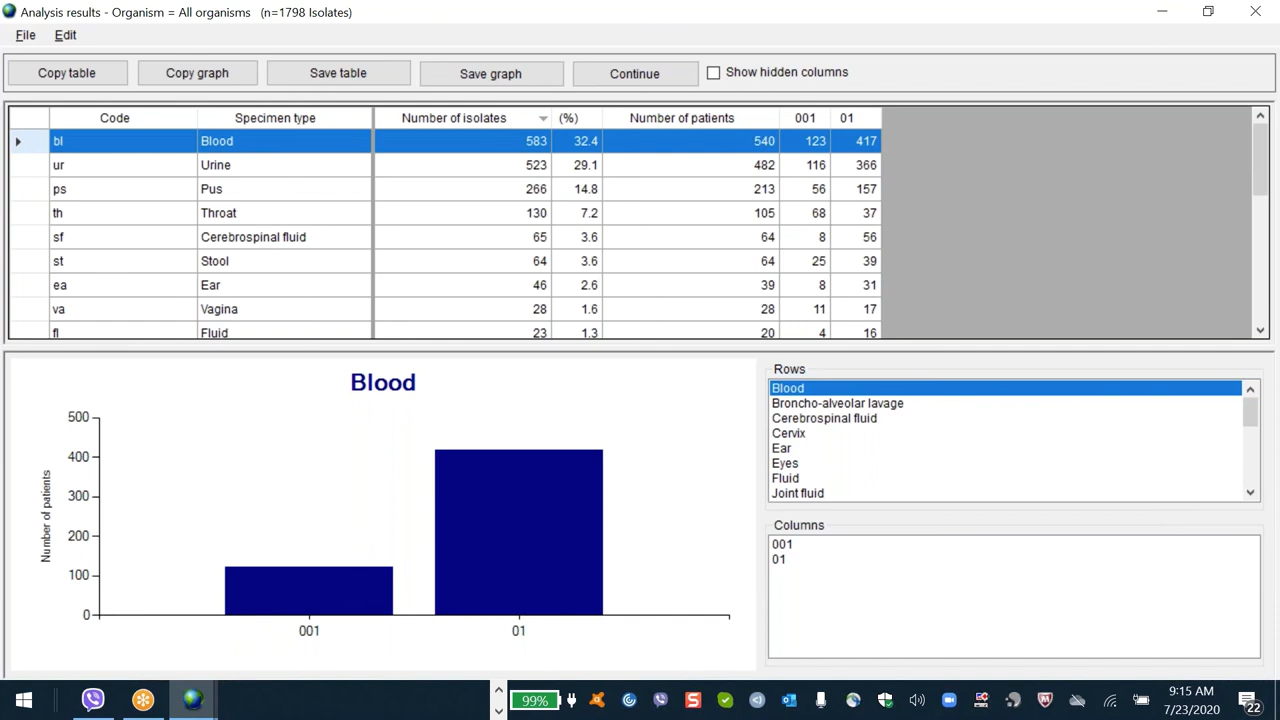 Analysis results - Organism = All organisms (n=1798 Isolates)
File Edit
Copy table Copy graph Save table Save graph Continue Show hidden columns
Code Specimen type Number of isolates (%) Number of patients 001 01
bl Blood 583 32.4 540 123 417
ur Urine 523 29.1 482 116 366
ps Pus 266 14.8 213 56 157
th Throat 130 7.2 105 68 37
sf Cerebrospinal fluid 65 3.6 64 8 56
st Stool 64 3.6 64 25 39
ea Ear 46 2.6 39 8 31
va Vagina 28 1.6 28 11 17
fl Fluid 23 1.3 20 4 16
Blood
500
400
300
200
100
0
Number of patients
001 01
Rows
Blood
Broncho-alveolar lavage
Cerebrospinal fluid
Cervix
Ear
Eyes
Fluid
Joint fluid
Columns
001
01
99%
9:15 AM
7/23/2020
22